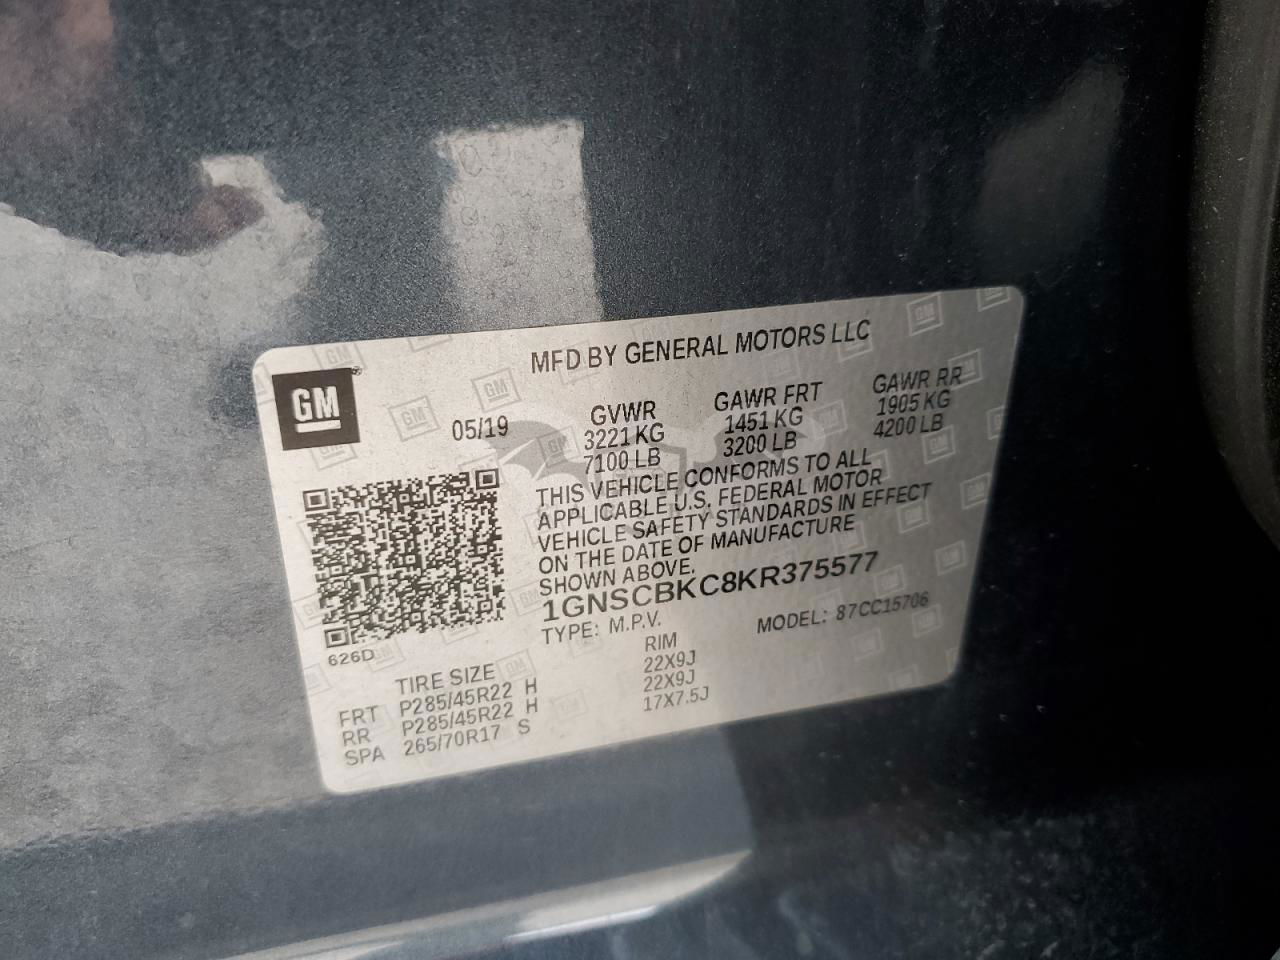 MFD BY GENERAL MOTORS LLC
GM®
05/19
GVWR GAWR FRT GAWR RR
3221 KG 1451 KG 1905 KG
7100 LB 3200 LB 4200 LB
THIS VEHICLE CONFORMS TO ALL
APPLICABLE U.S. FEDERAL MOTOR
VEHICLE SAFETY STANDARDS IN EFFECT
ON THE DATE OF MANUFACTURE
SHOWN ABOVE.
1GNSCBKC8KR375577
TYPE: M.P.V. MODEL: 87CC15706
626D
TIRE SIZE RIM
FRT P285/45R22 H 22X9J
RR P285/45R22 H 22X9J
SPA 265/70R17 S 17X7.5J